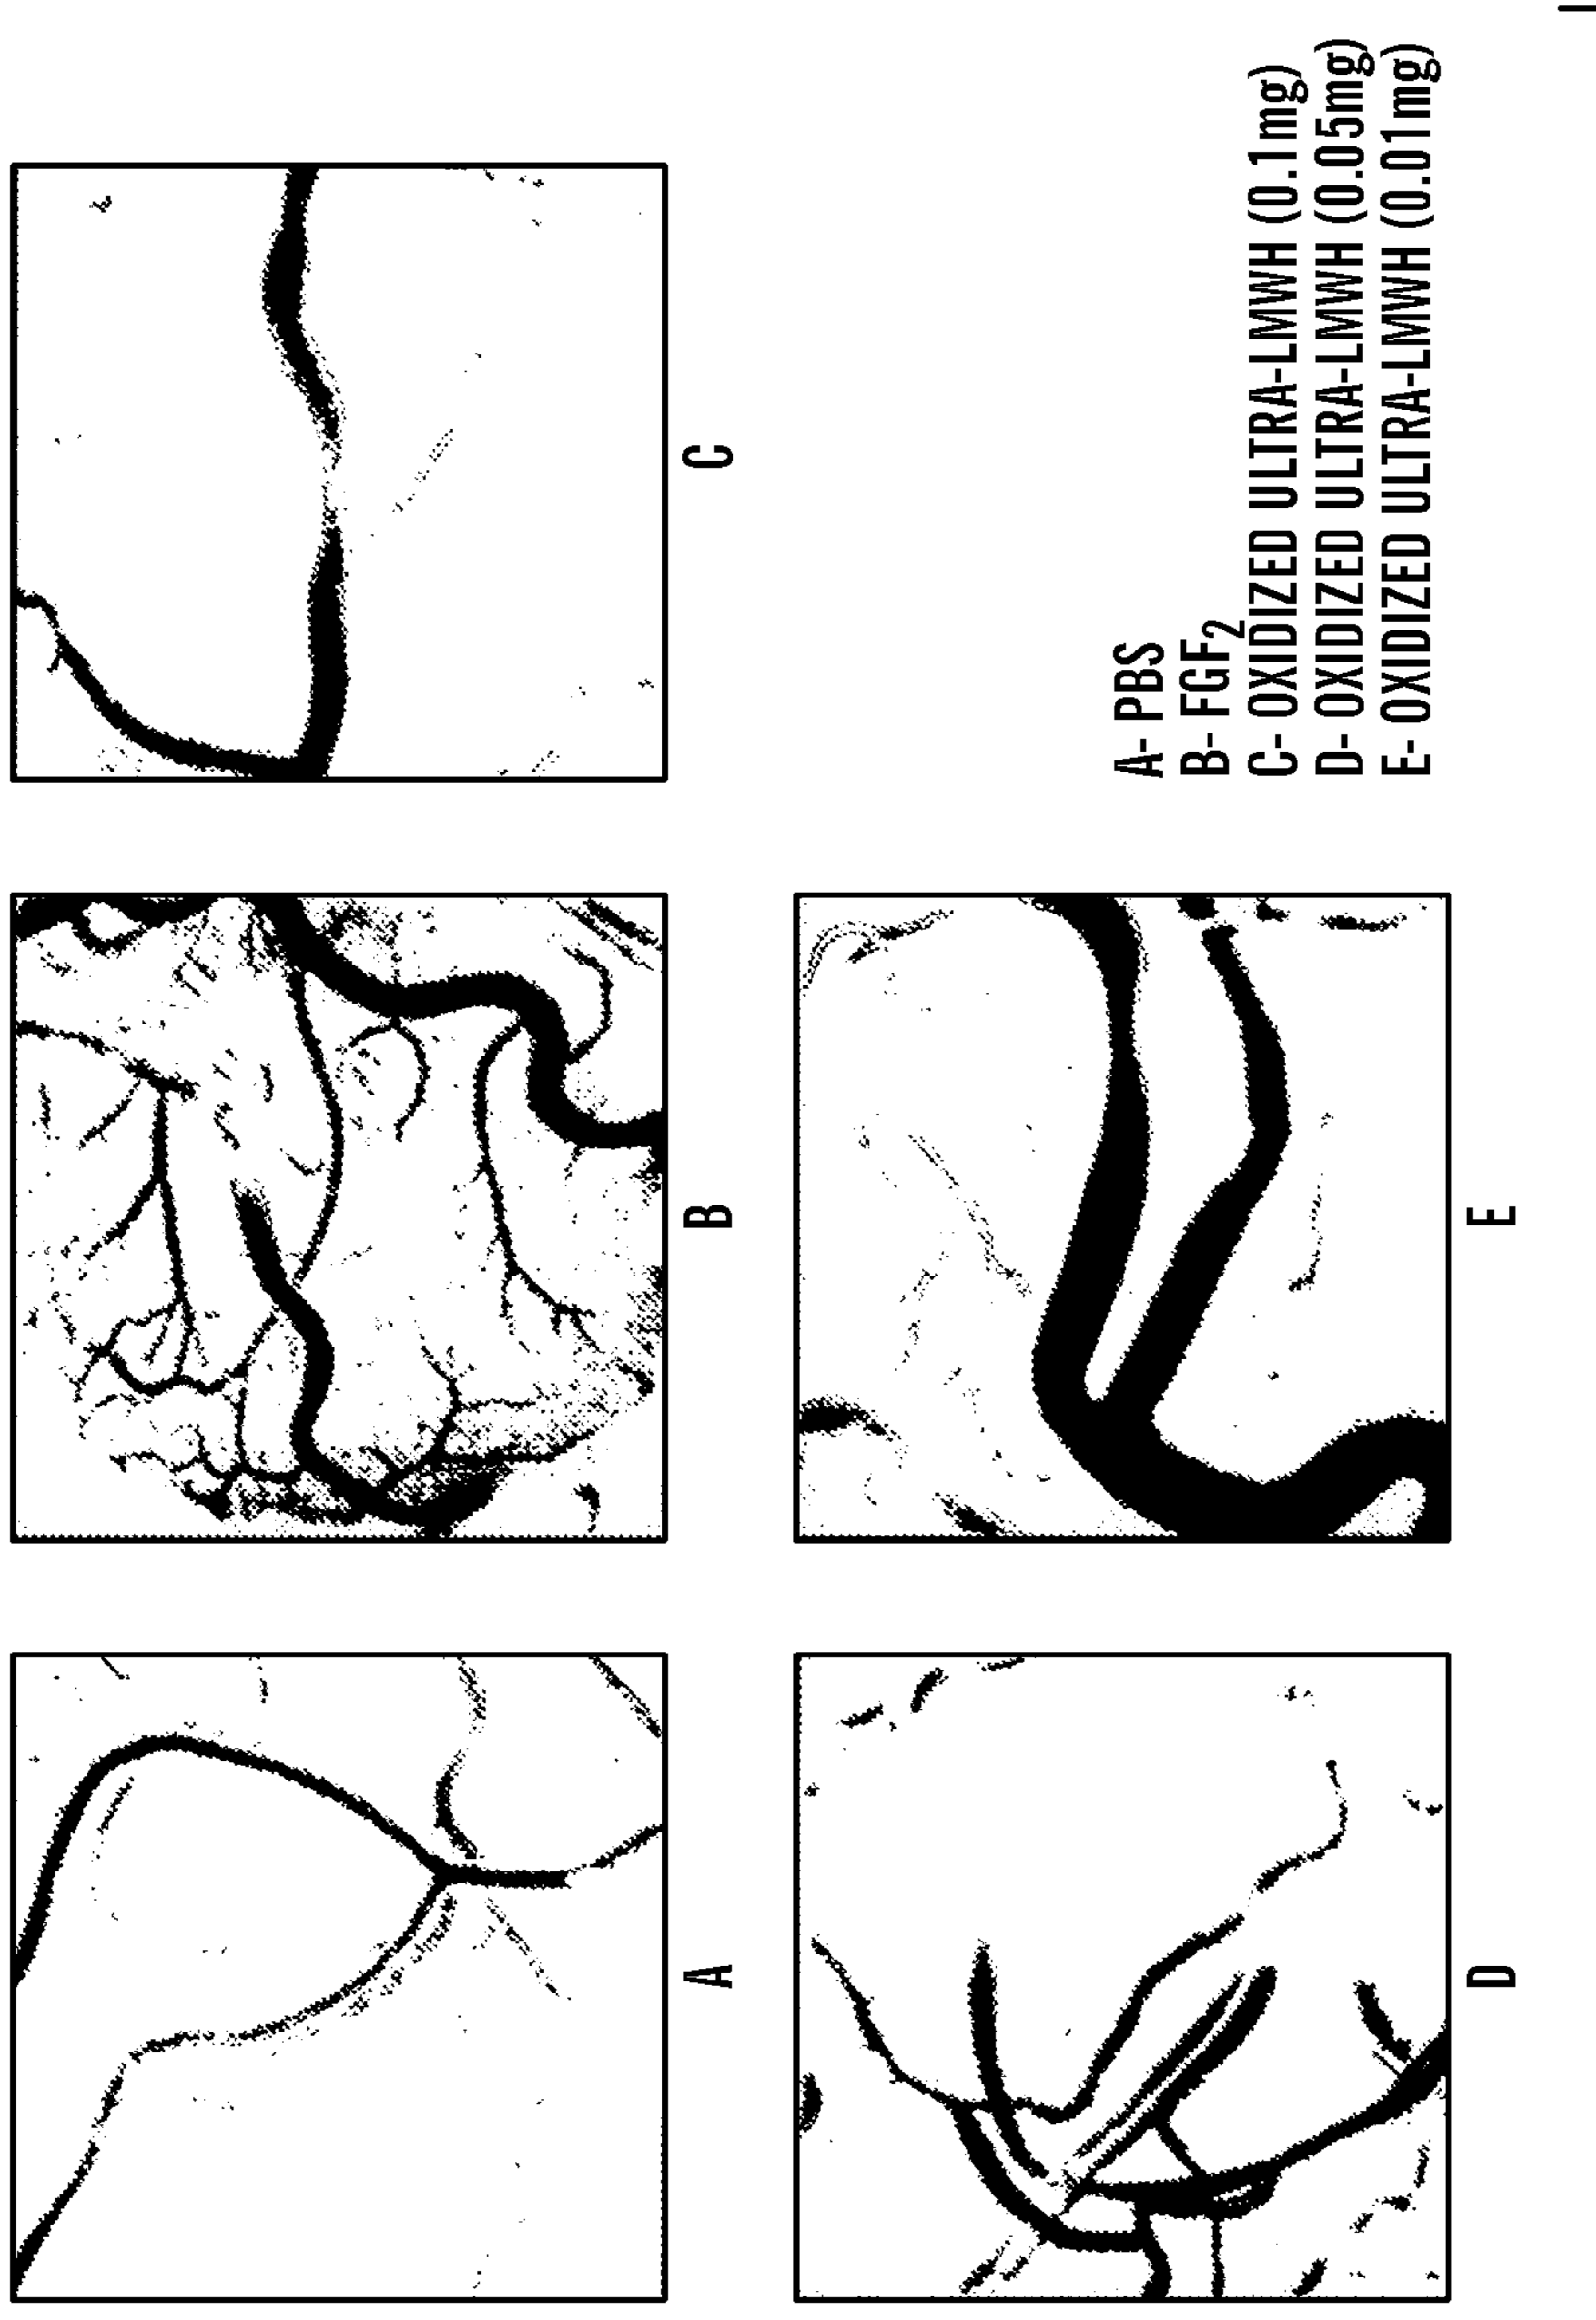 A
B
C
D
E
A- PBS
B- FGF2
C- OXIDIZED ULTRA-LMWH (0.1mg)
D- OXIDIZED ULTRA-LMWH (0.05mg)
E- OXIDIZED ULTRA-LMWH (0.01mg)